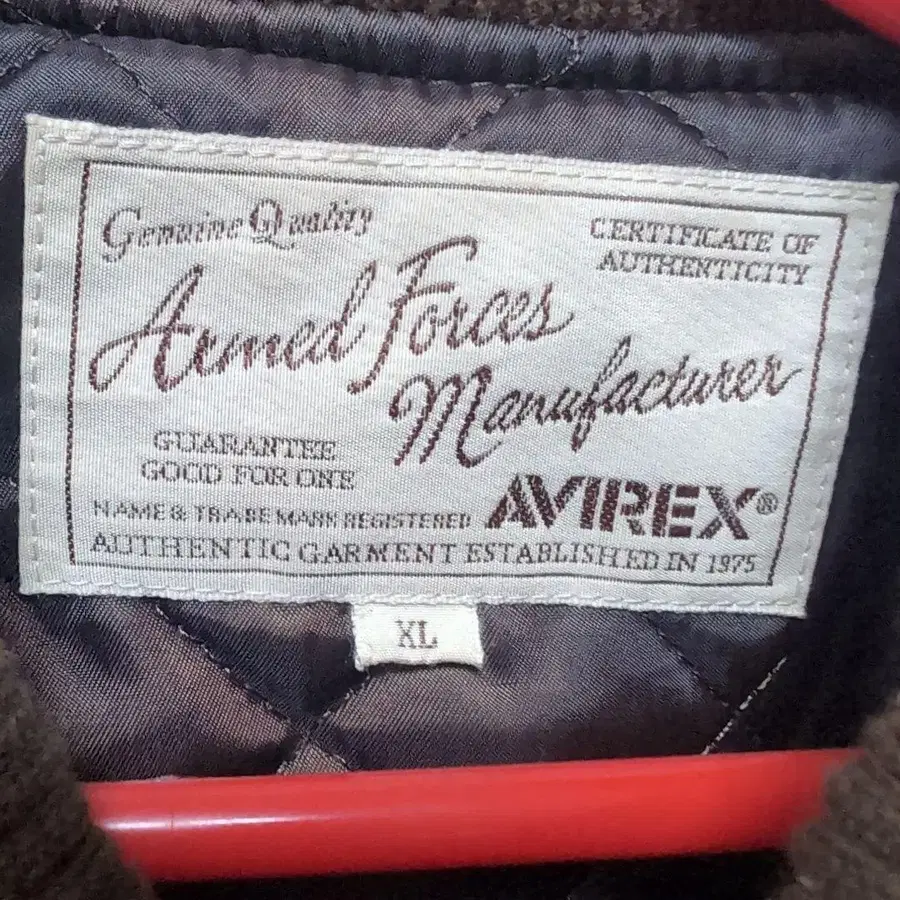 Genuine Quality
CERTIFICATE OF
AUTHENTICITY
Armed Forces
Manufacturer
GUARANTEE
GOOD FOR ONE
NAME & TRADE MARK REGISTERED
AVIREX®
AUTHENTIC GARMENT ESTABLISHED IN 1975
XL